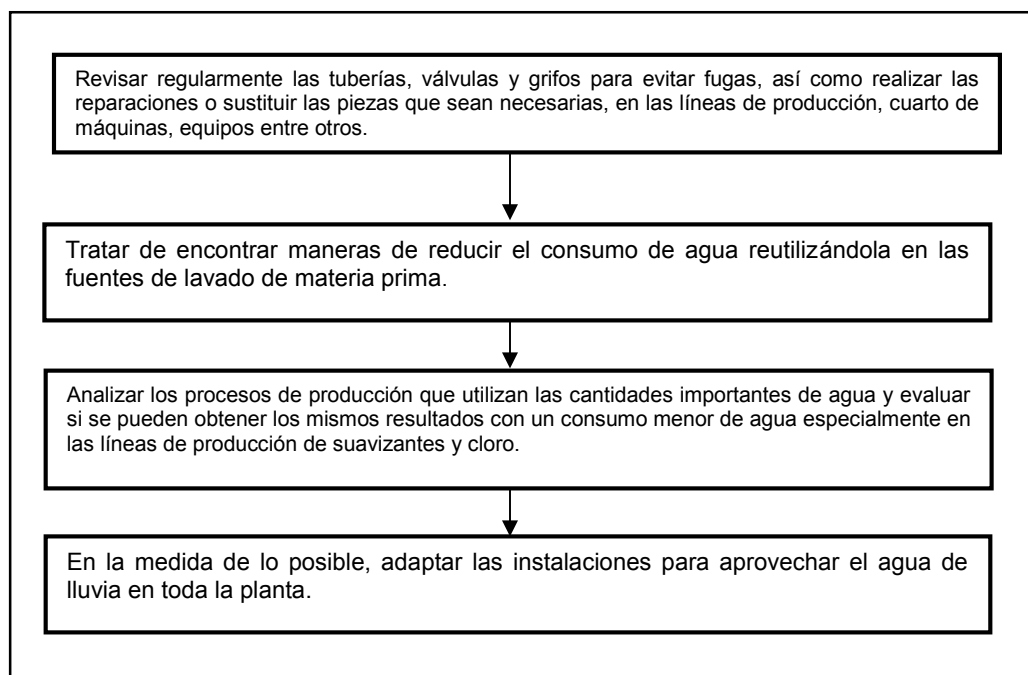 Revisar regularmente las tuberías, válvulas y grifos para evitar fugas, así como realizar las
reparaciones o sustituir las piezas que sean necesarias, en las líneas de producción, cuarto de
máquinas, equipos entre otros.
Tratar de encontrar maneras de reducir el consumo de agua reutilizándola en las
fuentes de lavado de materia prima.
Analizar los procesos de producción que utilizan las cantidades importantes de agua y evaluar
si se pueden obtener los mismos resultados con un consumo menor de agua especialmente en
las líneas de producción de suavizantes y cloro.
En la medida de lo posible, adaptar las instalaciones para aprovechar el agua de
lluvia en toda la planta.